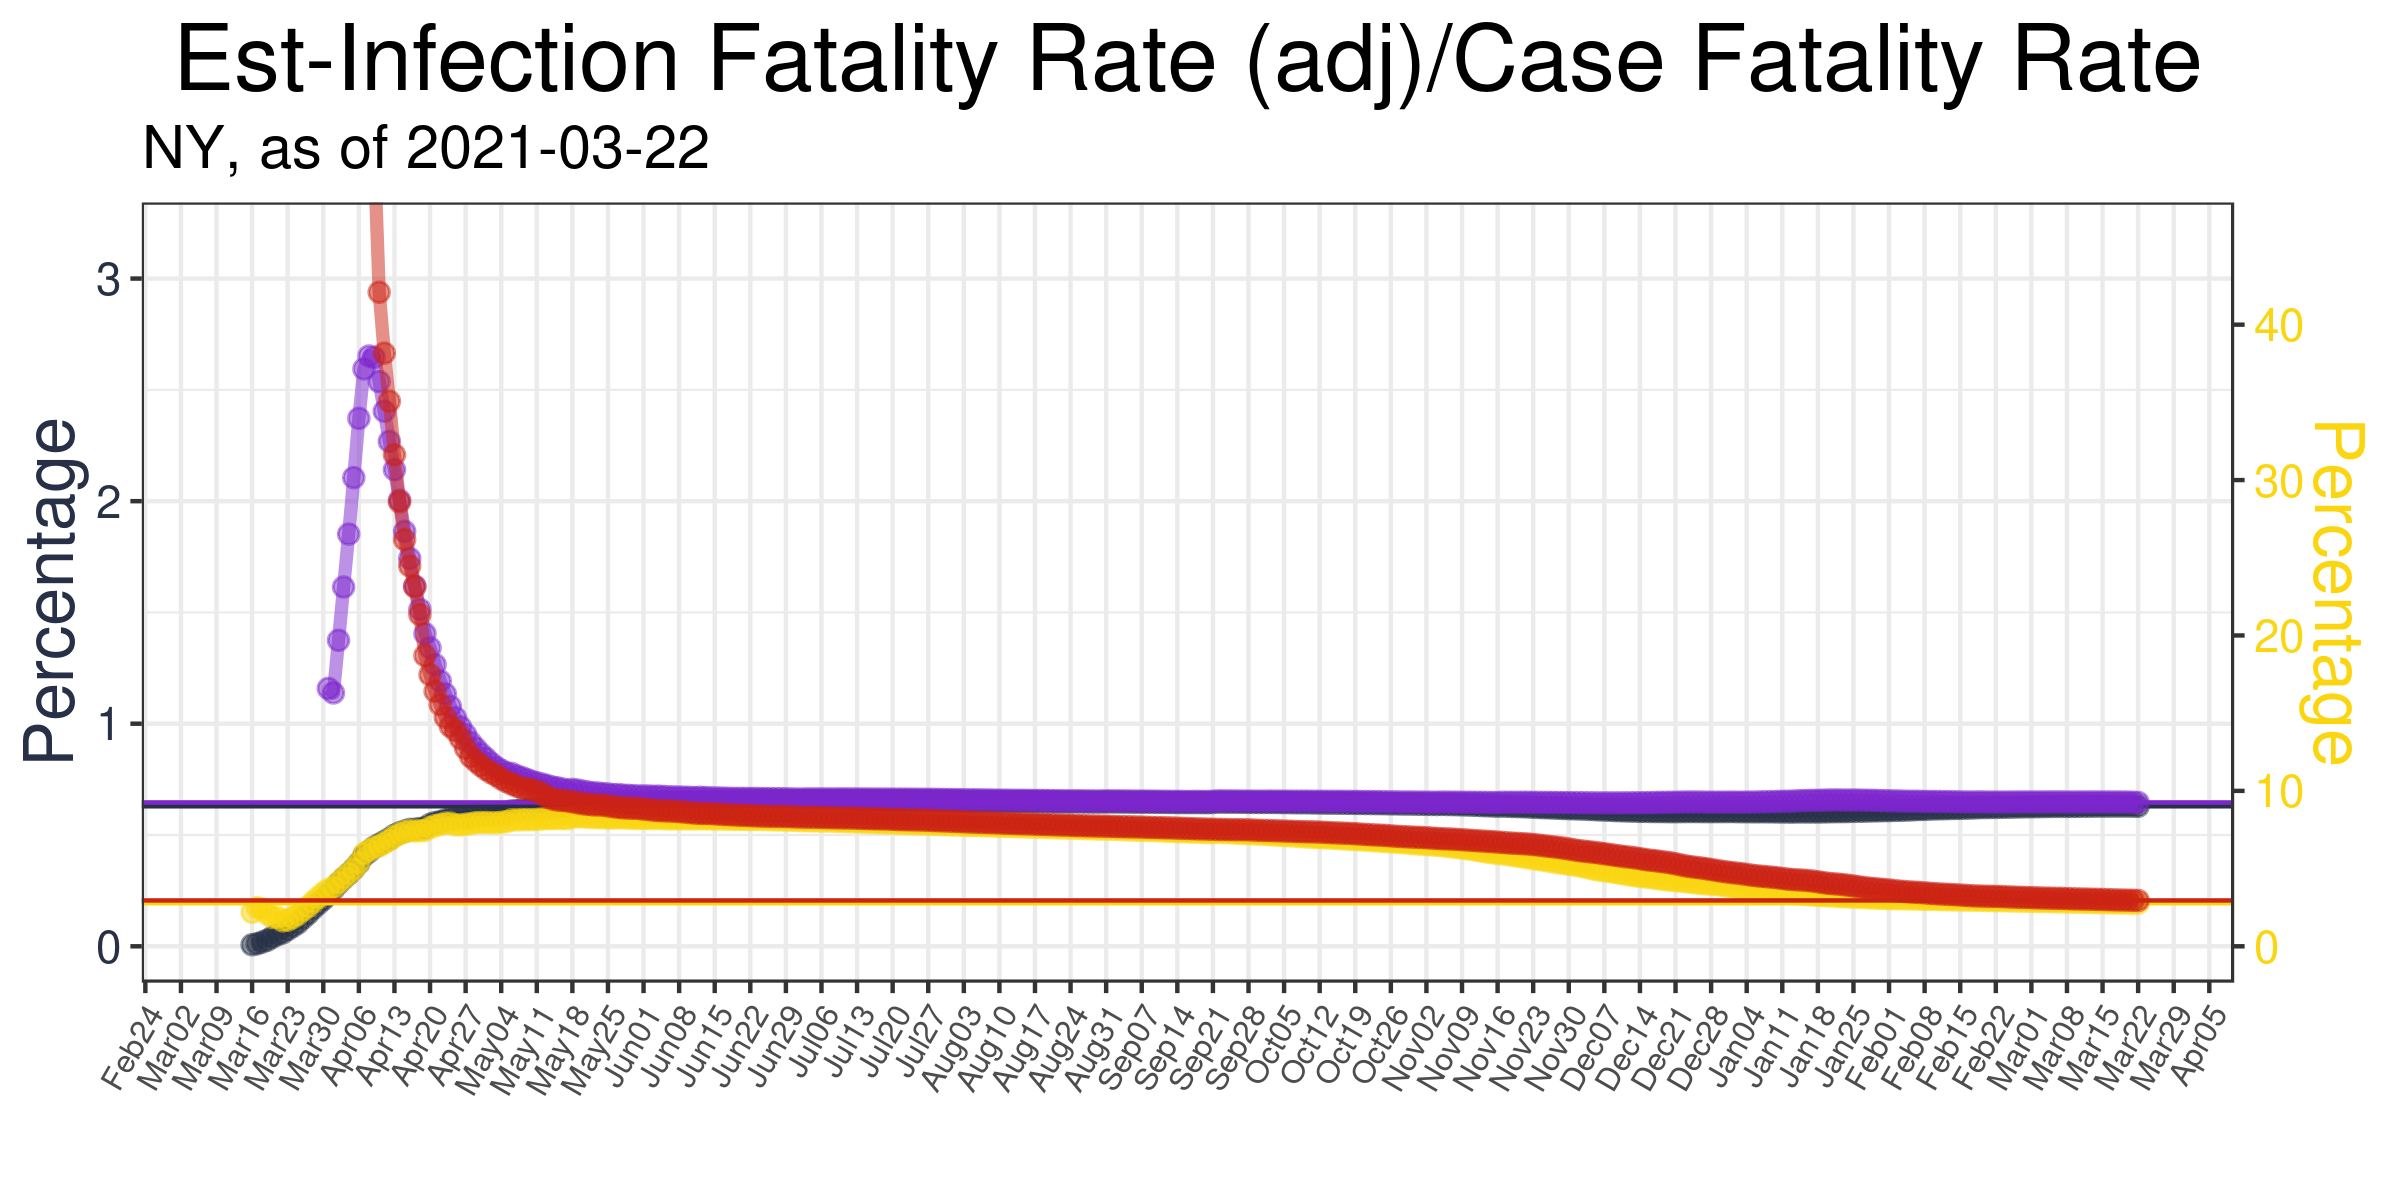 Est-Infection Fatality Rate (adj)/Case Fatality Rate
NY, as of 2021-03-22
Percentage
3
2
1
0
40
30
20
10
0
Percentage
Feb24
Mar02
Mar09
Mar16
Mar23
Mar30
Apr06
Apr13
Apr20
Apr27
May04
May11
May18
May25
Jun01
Jun08
Jun15
Jun22
Jun29
Jul06
Jul13
Jul20
Jul27
Aug03
Aug10
Aug17
Aug24
Aug31
Sep07
Sep14
Sep21
Sep28
Oct05
Oct12
Oct19
Oct26
Nov02
Nov09
Nov16
Nov23
Nov30
Dec07
Dec14
Dec21
Dec28
Jan04
Jan11
Jan18
Jan25
Feb01
Feb08
Feb15
Feb22
Mar01
Mar08
Mar15
Mar22
Mar29
Apr05